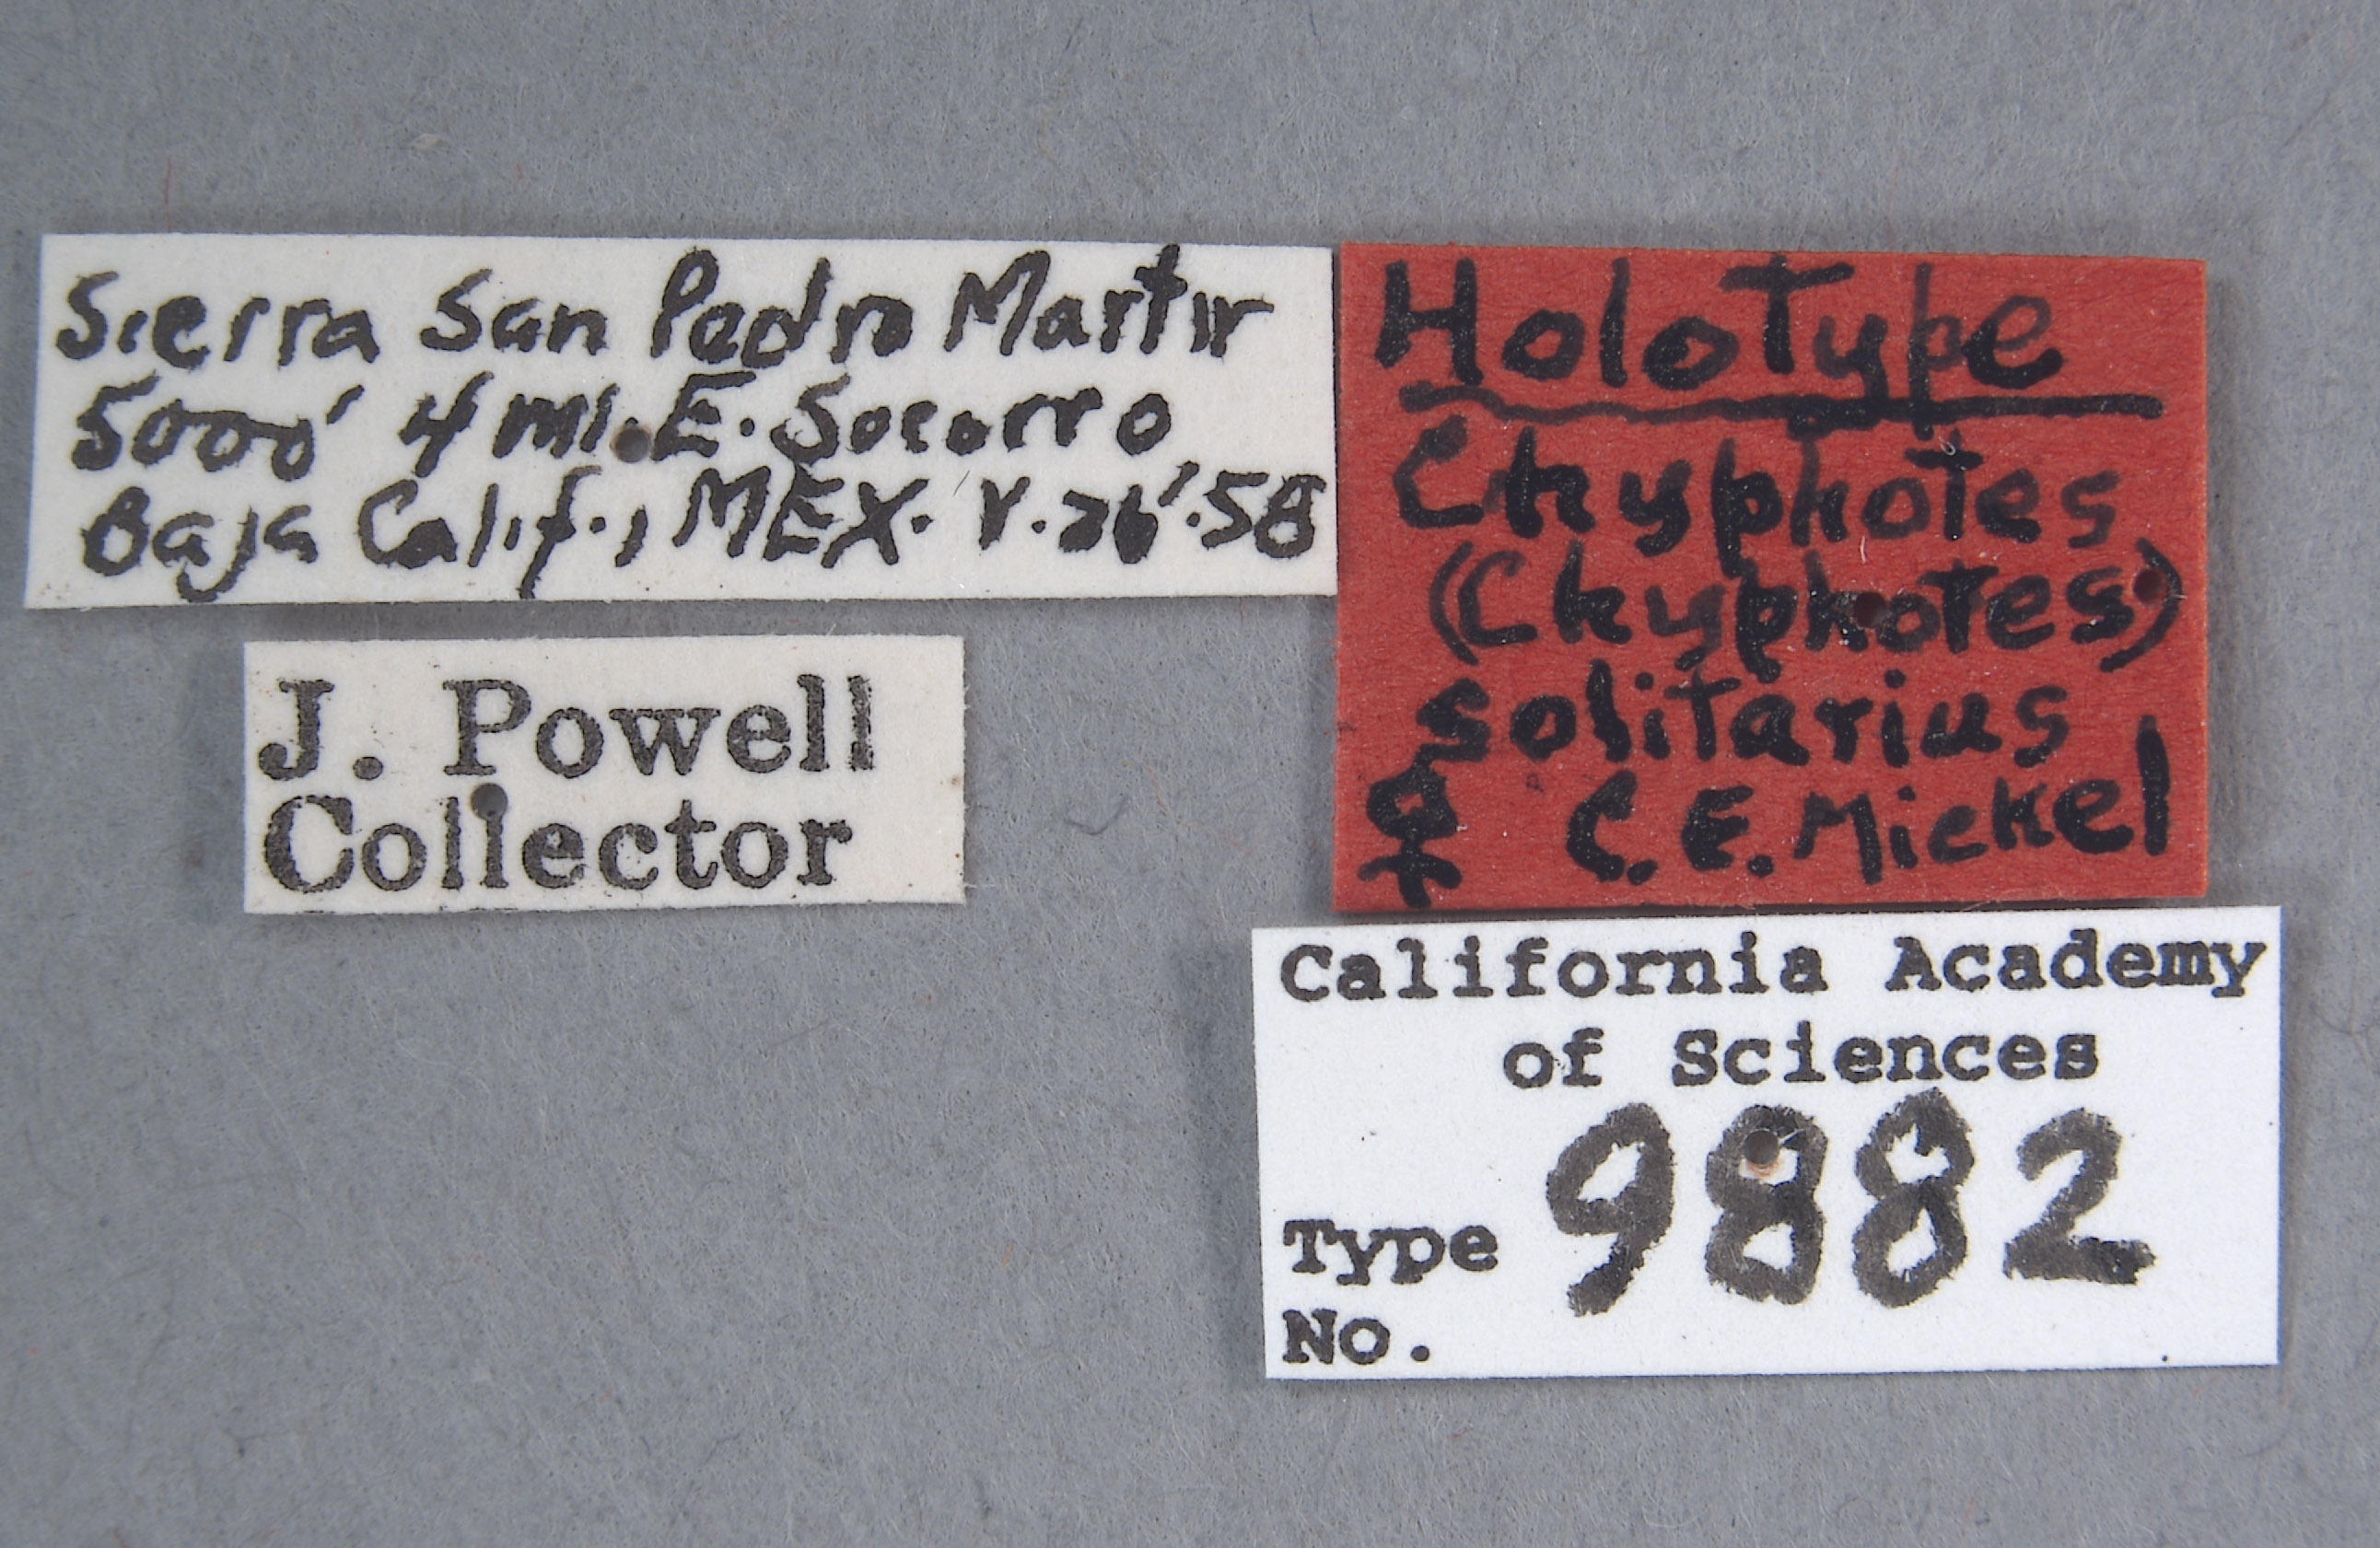 Sierra San Pedro Martir
5000' 4 mi. E. Socorro
Baja Calif., MEX. V.26'.58
J. Powell
Collector
HoloType
Chyphotes
(Chyphotes)
solitarius
♀ C.E. Mickel
California Academy
of Sciences
Type 9882
No.